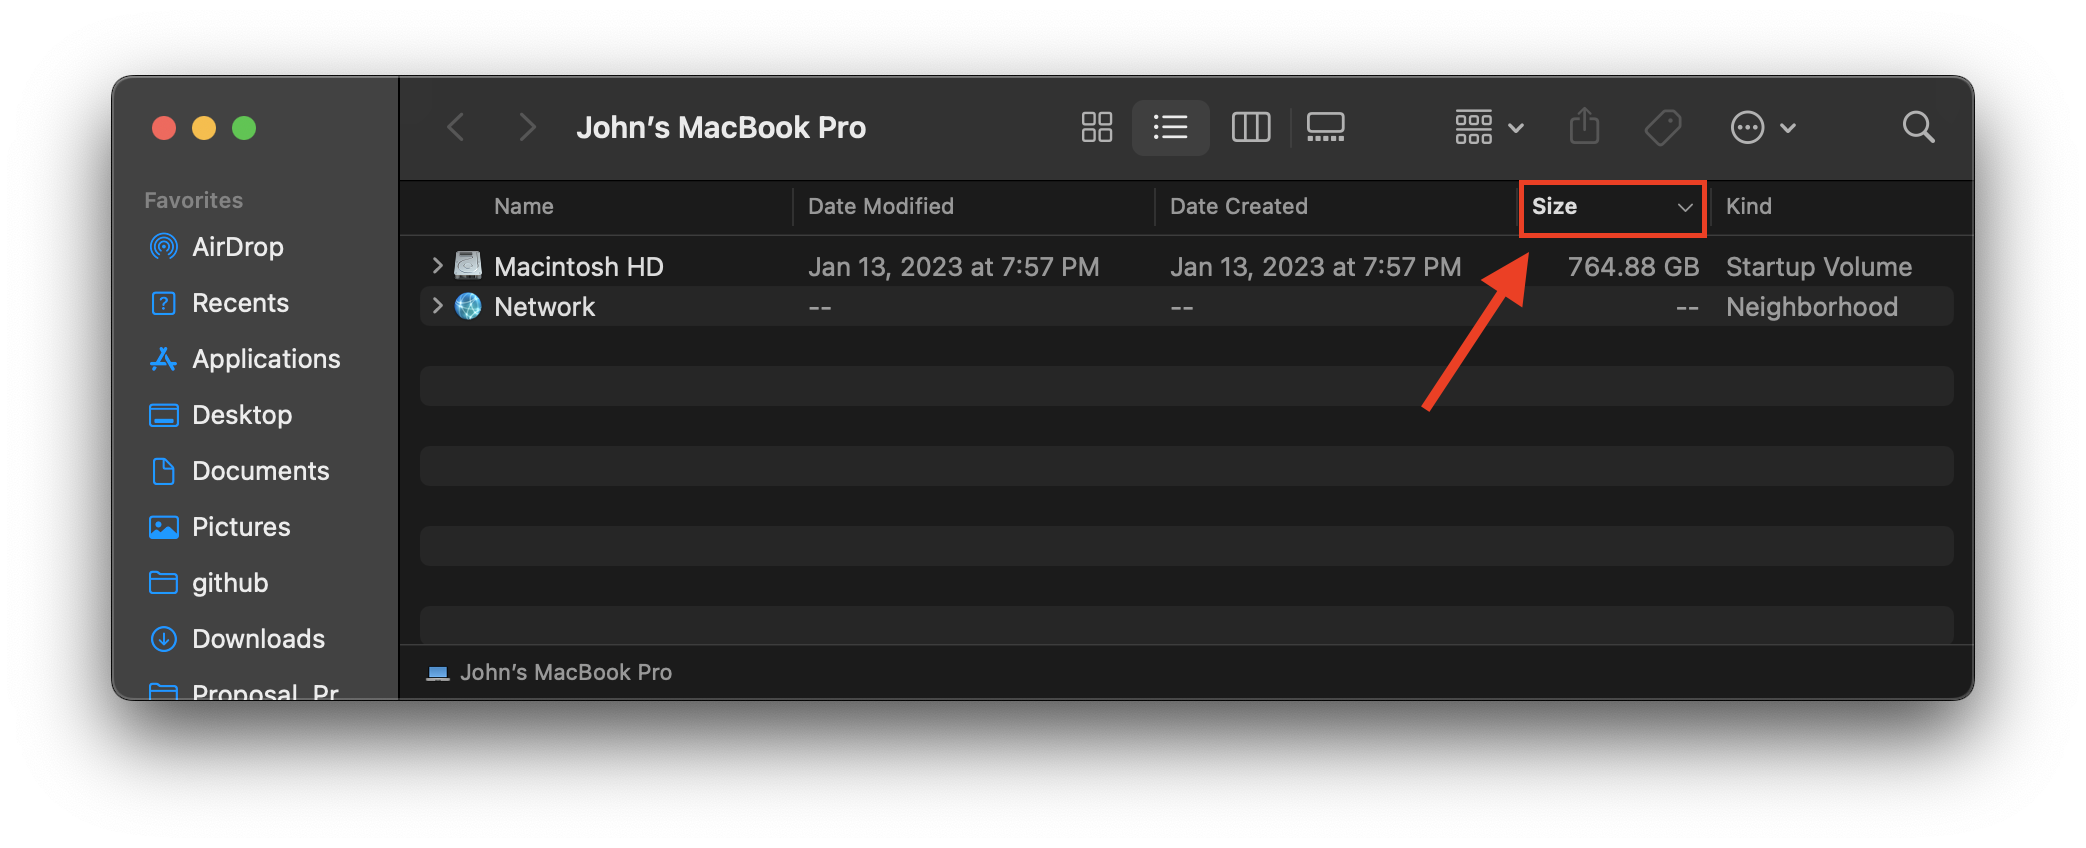 John’s MacBook Pro
Favorites
AirDrop
Recents
Applications
Desktop
Documents
Pictures
github
Downloads
Proposal_Pr
Name Date Modified Date Created Size Kind
Macintosh HD Jan 13, 2023 at 7:57 PM Jan 13, 2023 at 7:57 PM 764.88 GB Startup Volume
Network -- -- -- Neighborhood
John’s MacBook Pro